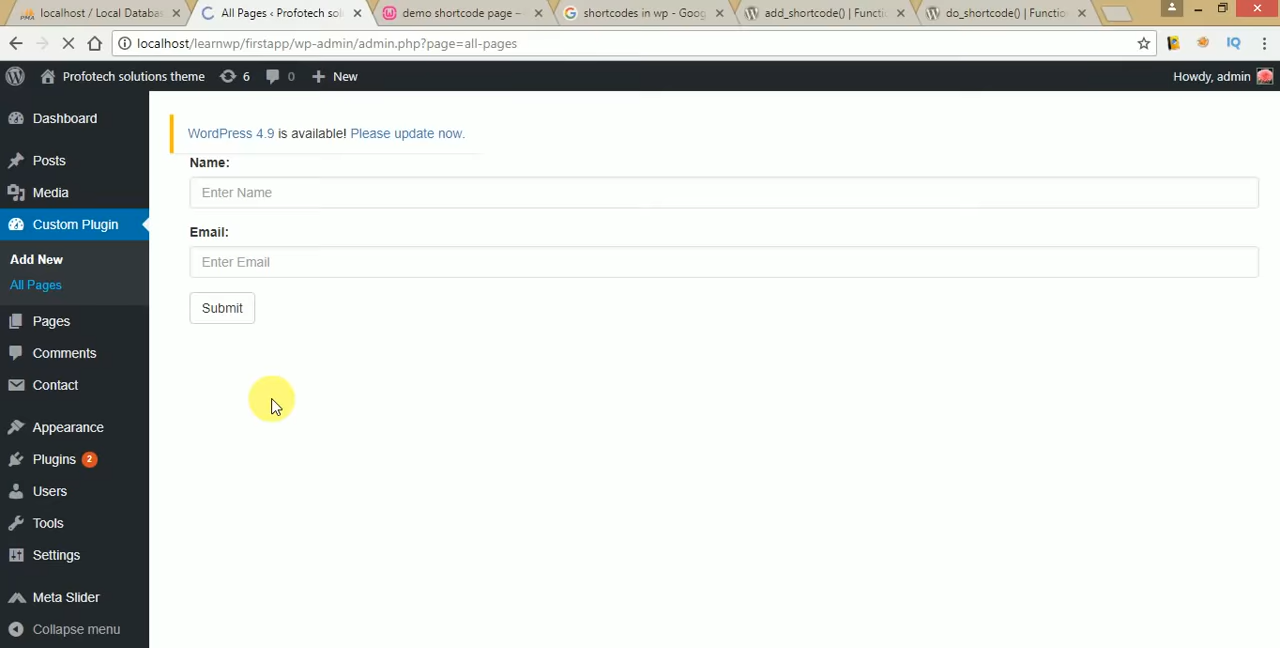 localhost / Local Databas
All Pages ‹ Profotech sol
demo shortcode page –
shortcodes in wp - Goog
add_shortcode() | Functi
do_shortcode() | Functio
localhost/learnwp/firstapp/wp-admin/admin.php?page=all-pages
IQ
Profotech solutions theme
6
0
New
Howdy, admin
Dashboard
Posts
Media
Custom Plugin
Add New
All Pages
Pages
Comments
Contact
Appearance
Plugins 2
Users
Tools
Settings
Meta Slider
Collapse menu
WordPress 4.9 is available! Please update now.
Name:
Enter Name
Email:
Enter Email
Submit